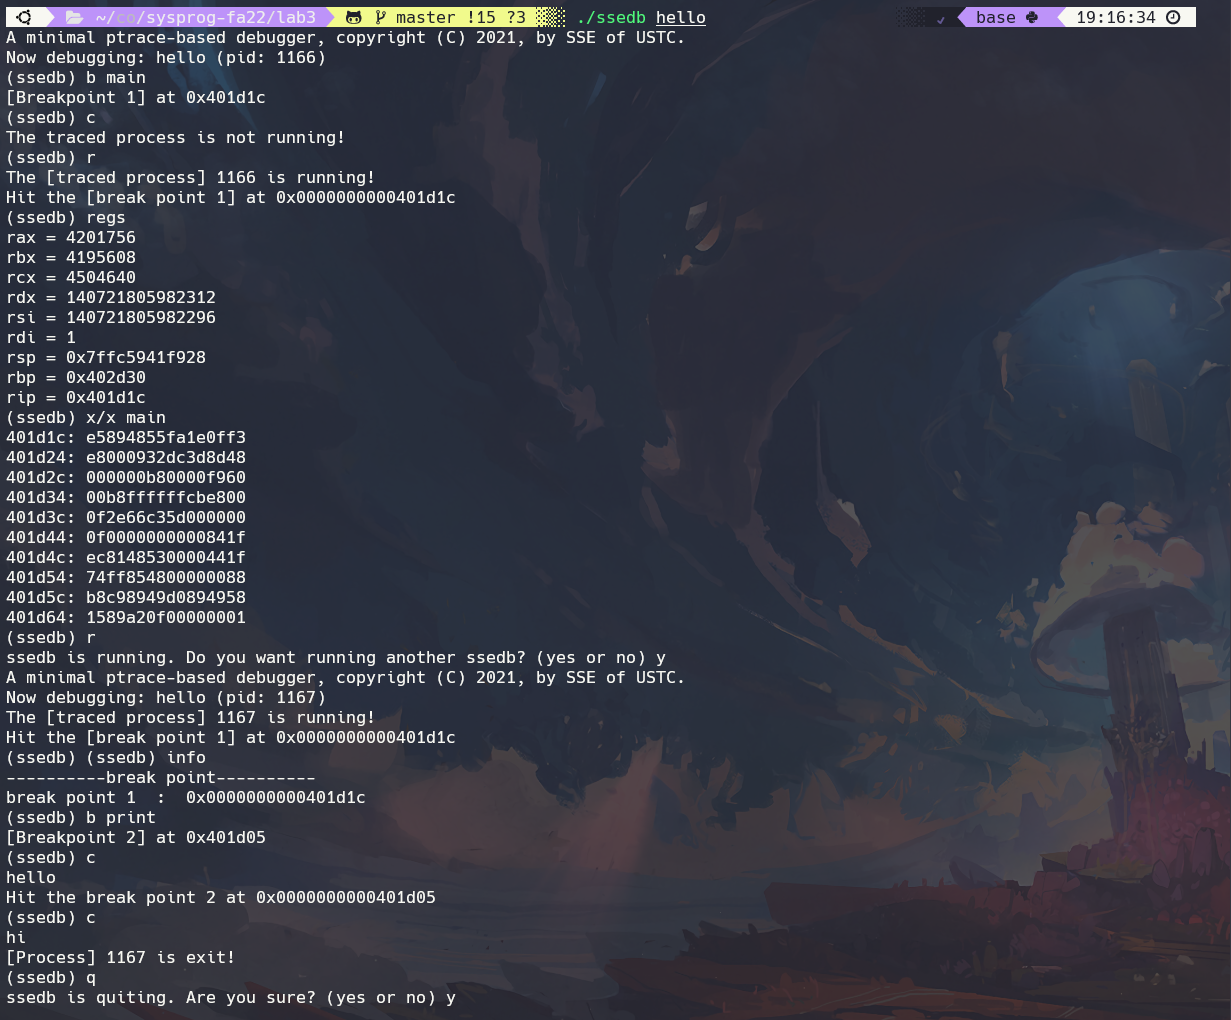 ~/co/sysprog-fa22/lab3 master !15 ?3 ./ssedb hello base 19:16:34
A minimal ptrace-based debugger, copyright (C) 2021, by SSE of USTC.
Now debugging: hello (pid: 1166)
(ssedb) b main
[Breakpoint 1] at 0x401d1c
(ssedb) c
The traced process is not running!
(ssedb) r
The [traced process] 1166 is running!
Hit the [break point 1] at 0x0000000000401d1c
(ssedb) regs
rax = 4201756
rbx = 4195608
rcx = 4504640
rdx = 140721805982312
rsi = 140721805982296
rdi = 1
rsp = 0x7ffc5941f928
rbp = 0x402d30
rip = 0x401d1c
(ssedb) x/x main
401d1c: e5894855fa1e0ff3
401d24: e8000932dc3d8d48
401d2c: 000000b80000f960
401d34: 00b8ffffffcbe800
401d3c: 0f2e66c35d000000
401d44: 0f0000000000841f
401d4c: ec8148530000441f
401d54: 74ff854800000088
401d5c: b8c98949d0894958
401d64: 1589a20f00000001
(ssedb) r
ssedb is running. Do you want running another ssedb? (yes or no) y
A minimal ptrace-based debugger, copyright (C) 2021, by SSE of USTC.
Now debugging: hello (pid: 1167)
The [traced process] 1167 is running!
Hit the [break point 1] at 0x0000000000401d1c
(ssedb) (ssedb) info
----------break point----------
break point 1  :  0x0000000000401d1c
(ssedb) b print
[Breakpoint 2] at 0x401d05
(ssedb) c
hello
Hit the break point 2 at 0x0000000000401d05
(ssedb) c
hi
[Process] 1167 is exit!
(ssedb) q
ssedb is quiting. Are you sure? (yes or no) y